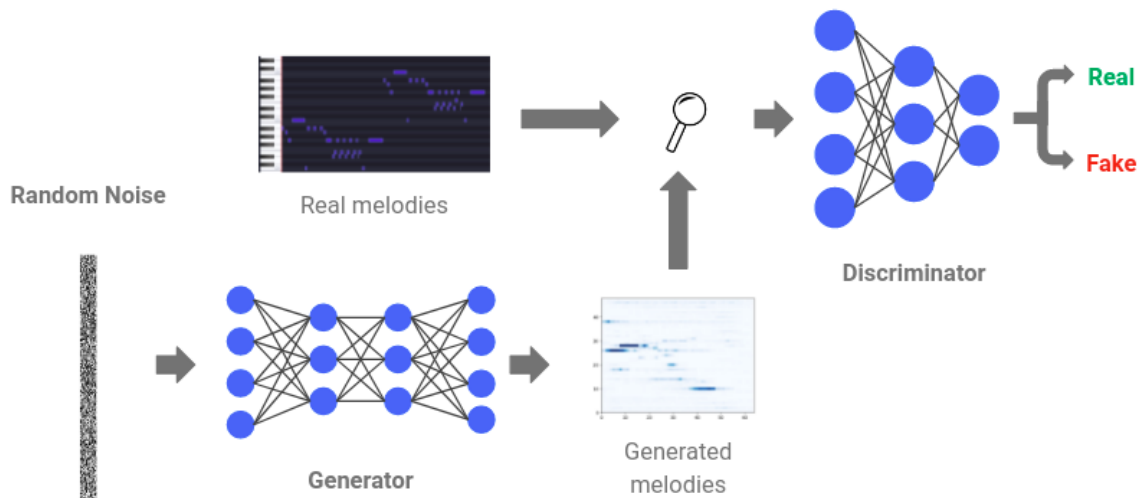 Real
Fake
Random Noise
Real melodies
Discriminator
Generator
Generated
melodies